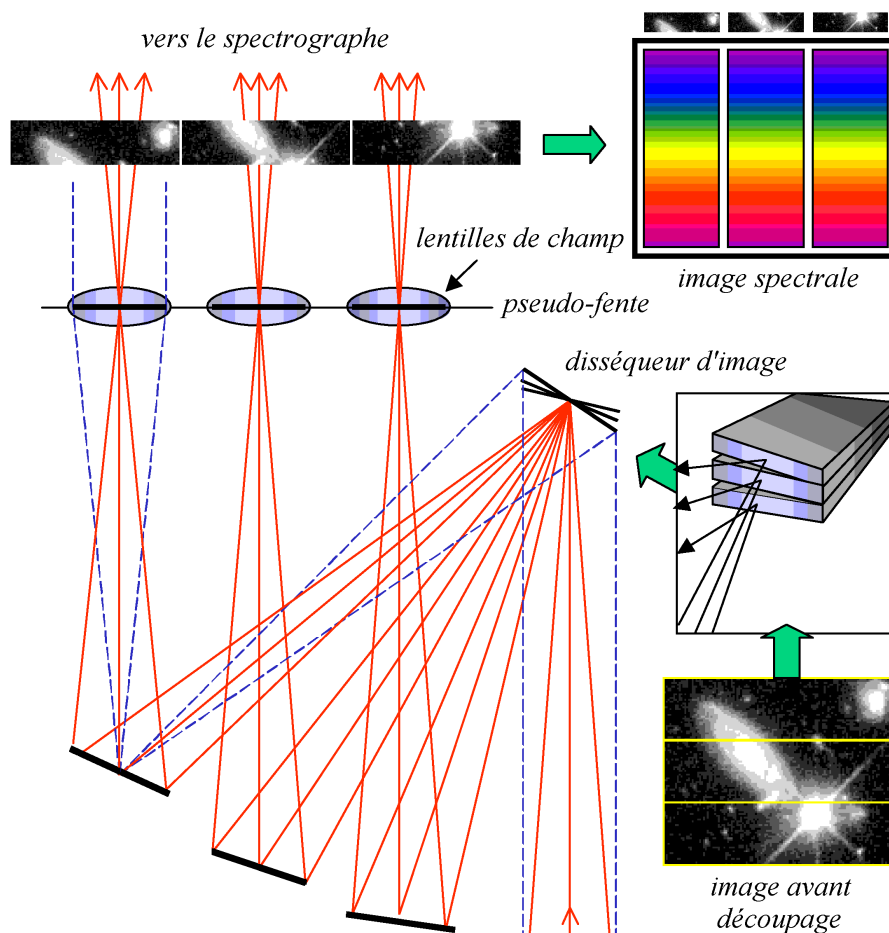 vers le spectrographe
lentilles de champ
image spectrale
pseudo-fente
disséqueur d'image
image avant
découpage